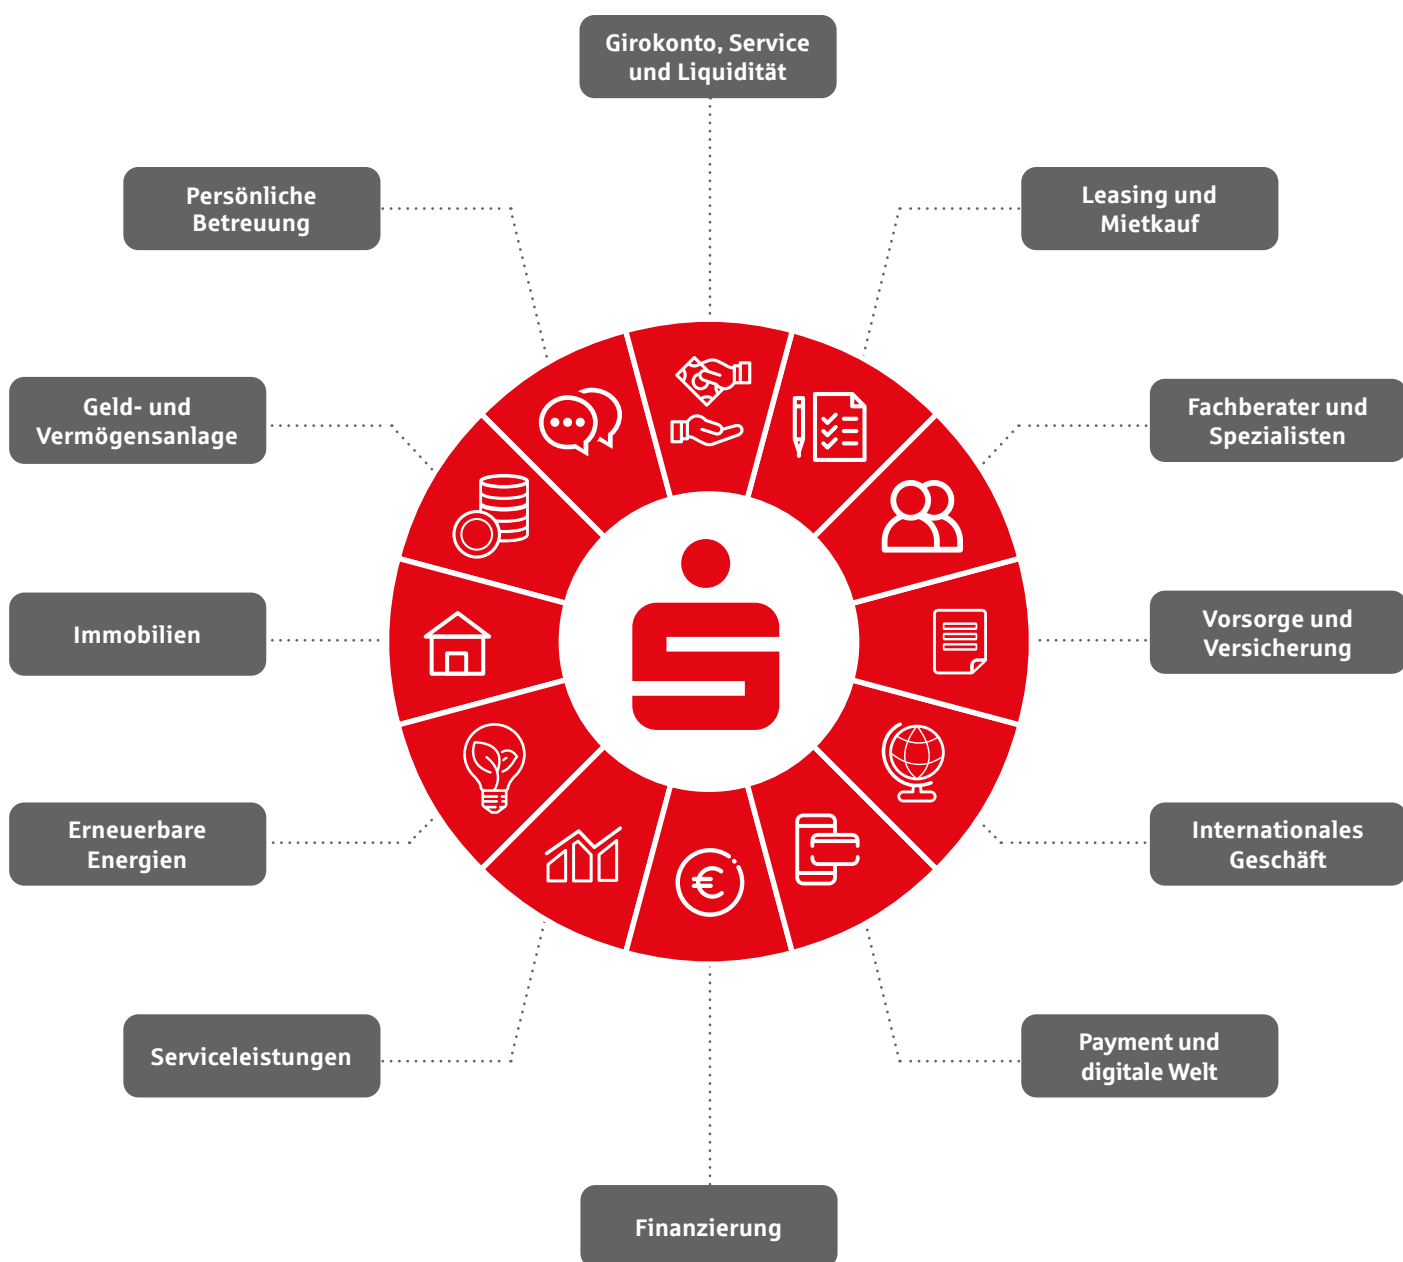 Girokonto, Service
und Liquidität
Persönliche
Betreuung
Leasing und
Mietkauf
Geld- und
Vermögensanlage
Fachberater und
Spezialisten
Immobilien
Vorsorge und
Versicherung
Erneuerbare
Energien
Internationales
Geschäft
Serviceleistungen
Payment und
digitale Welt
Finanzierung